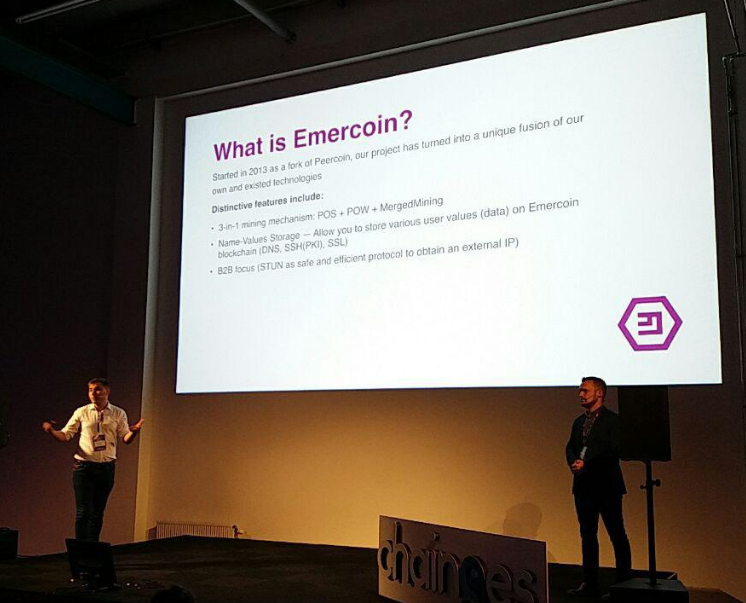 What is Emercoin?
Started in 2013 as a fork of Peercoin, our project has turned into a unique fusion of our
own and existed technologies
Distinctive features include:
• 3-in-1 mining mechanism: POS + POW + MergedMining
• Name-Values Storage — Allow you to store various user values (data) on Emercoin
blockchain (DNS, SSH(PKI), SSL)
• B2B focus (STUN as safe and efficient protocol to obtain an external IP)
chainges